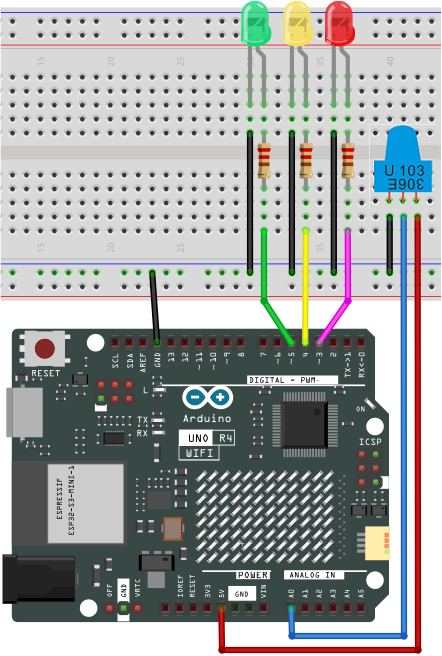 15
20
25
35
40
U 103
3906
15
20
25
35
40
RESET
SCL
SDA
AREF
GND
13
12
~11
~10
~9
8
7
~6
~5
4
~3
2
TX→1
RX←0
DIGITAL - PWM~
L
TX
RX
Arduino
UNO R4
WIFI
ON
ICSP
ESPRESSIF
ESP32-S3-MINI-1
OFF
GND
VRTC
IOREF
RESET
3V3
5V
GND
VIN
POWER
ANALOG IN
A0
A1
A2
A3
A4
A5